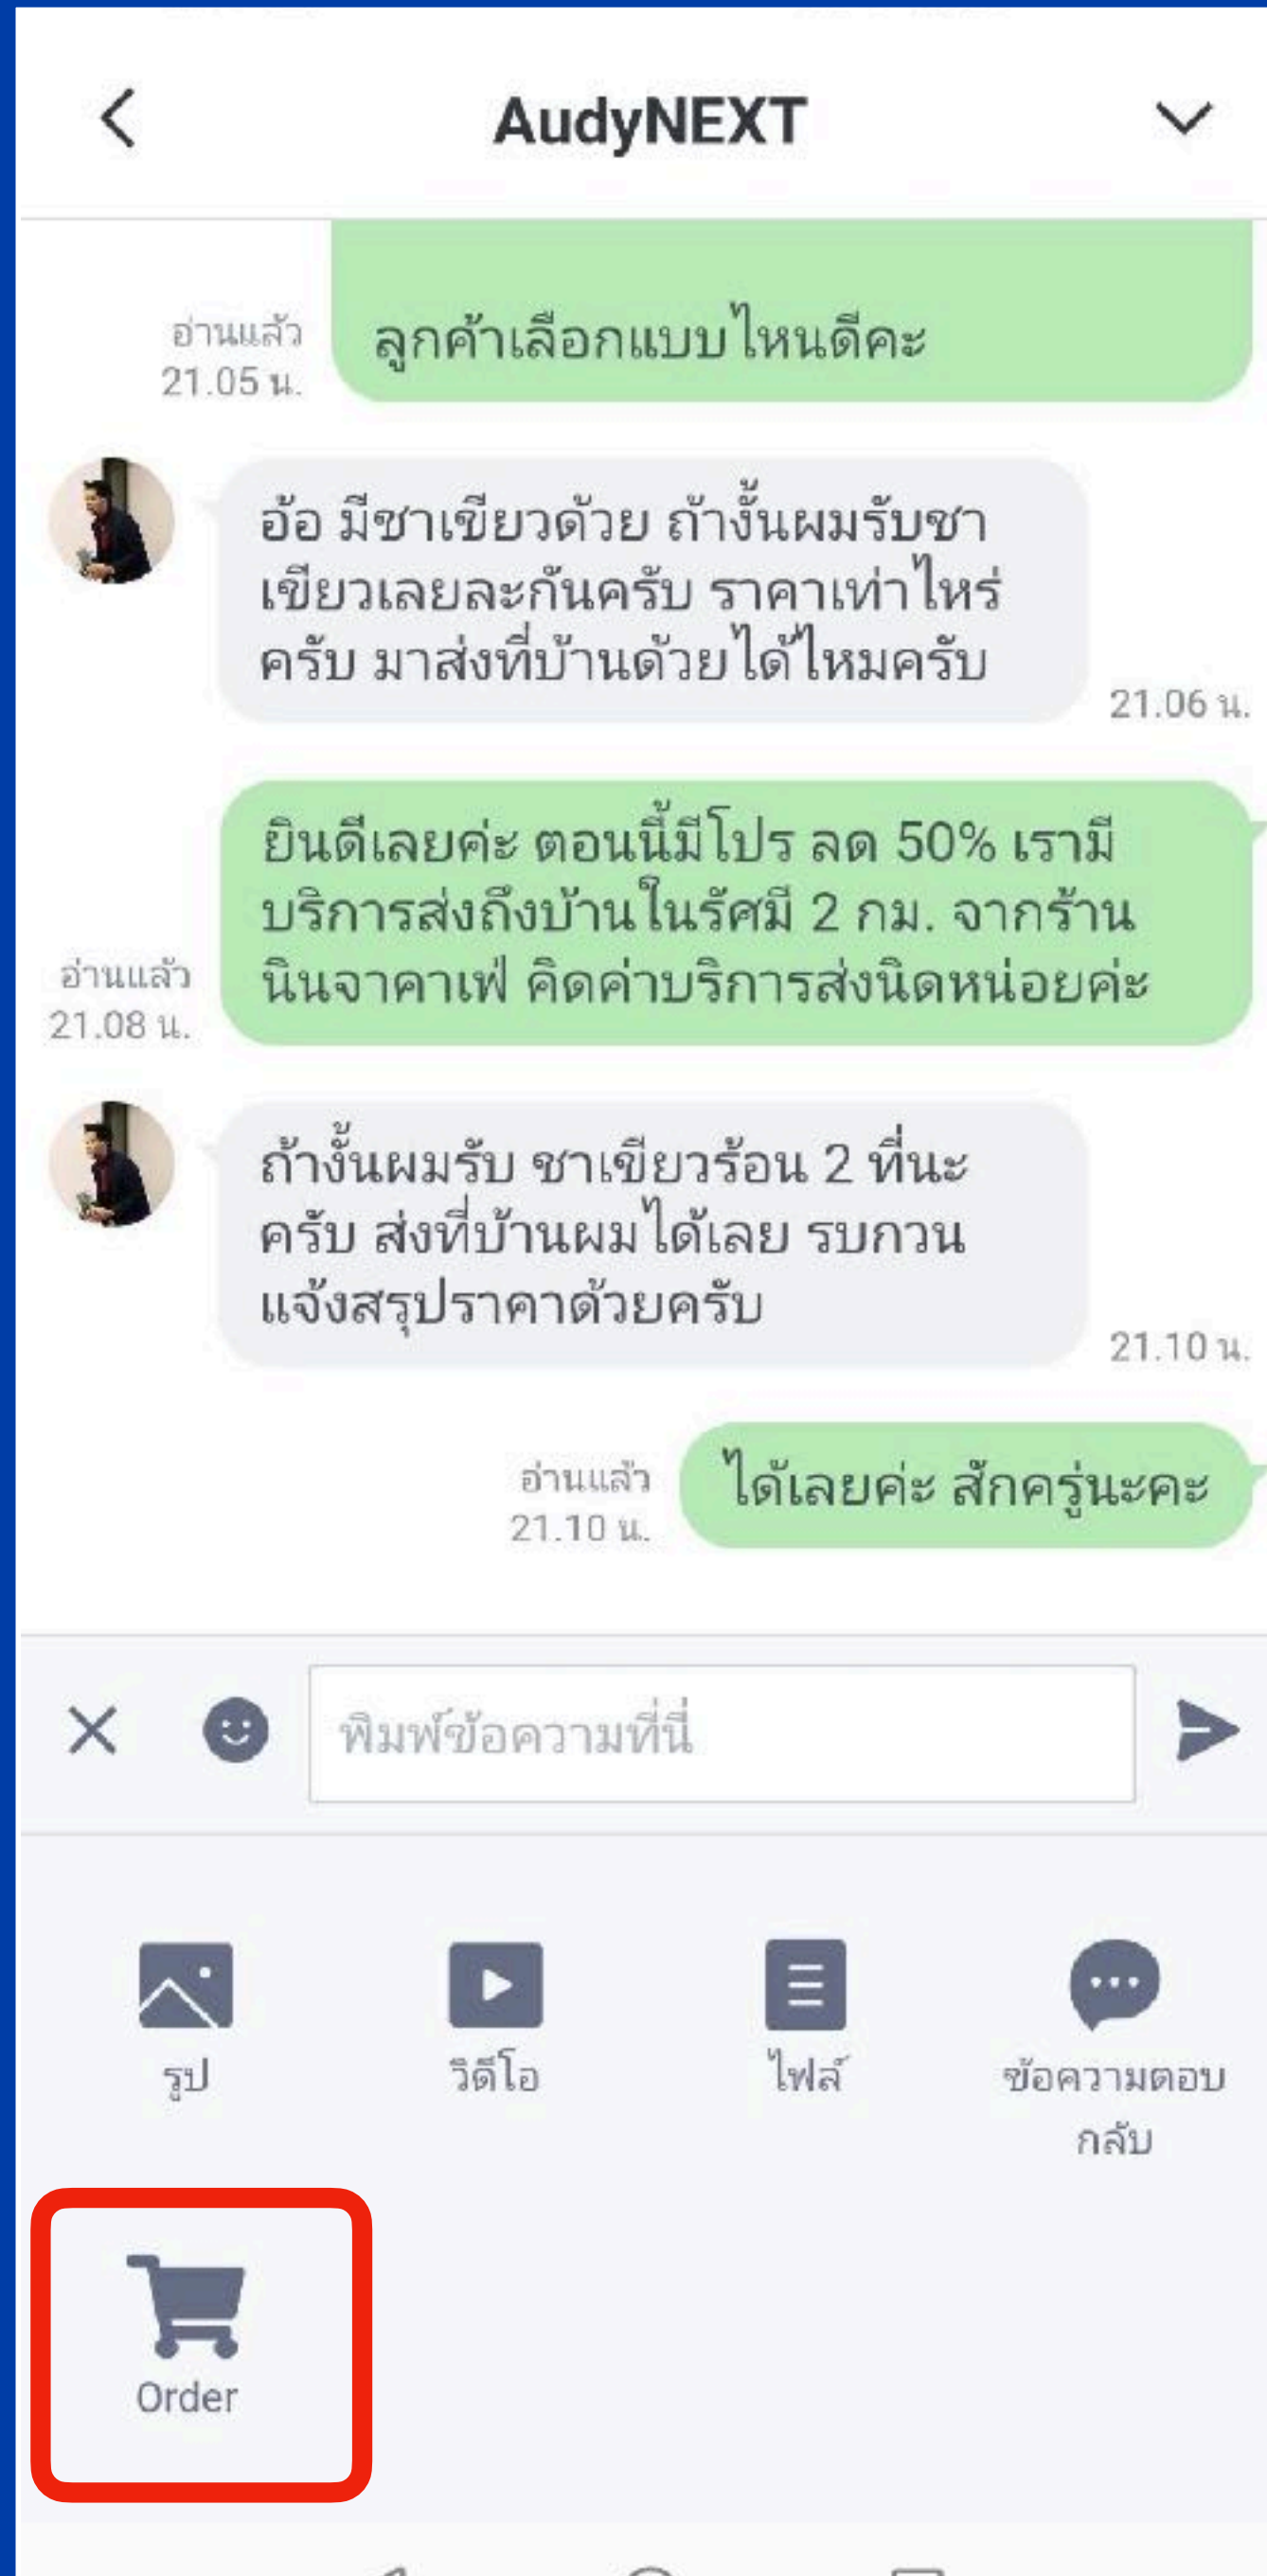 AudyNEXT
ลูกค้าเลือกแบบไหนดีคะ
อ่านแล้ว
21.05 น.
อ้อ มีชาเขียวด้วย ถ้างั้นผมรับชา
เขียวเลยละกันครับ ราคาเท่าไหร่
ครับ มาส่งที่บ้านด้วยได้ไหมครับ
21.06 น.
ยินดีเลยค่ะ ตอนนี้มีโปร ลด 50% เรามี
บริการส่งถึงบ้านในรัศมี 2 กม. จากร้าน
นินจาคาเฟ่ คิดค่าบริการส่งนิดหน่อยค่ะ
อ่านแล้ว
21.08 น.
ถ้างั้นผมรับ ชาเขียวร้อน 2 ที่นะ
ครับ ส่งที่บ้านผมได้เลย รบกวน
แจ้งสรุปราคาด้วยครับ
21.10 น.
ได้เลยค่ะ สักครู่นะคะ
อ่านแล้ว
21.10 น.
พิมพ์ข้อความที่นี่
รูป
วิดีโอ
ไฟล์
ข้อความตอบ
กลับ
Order